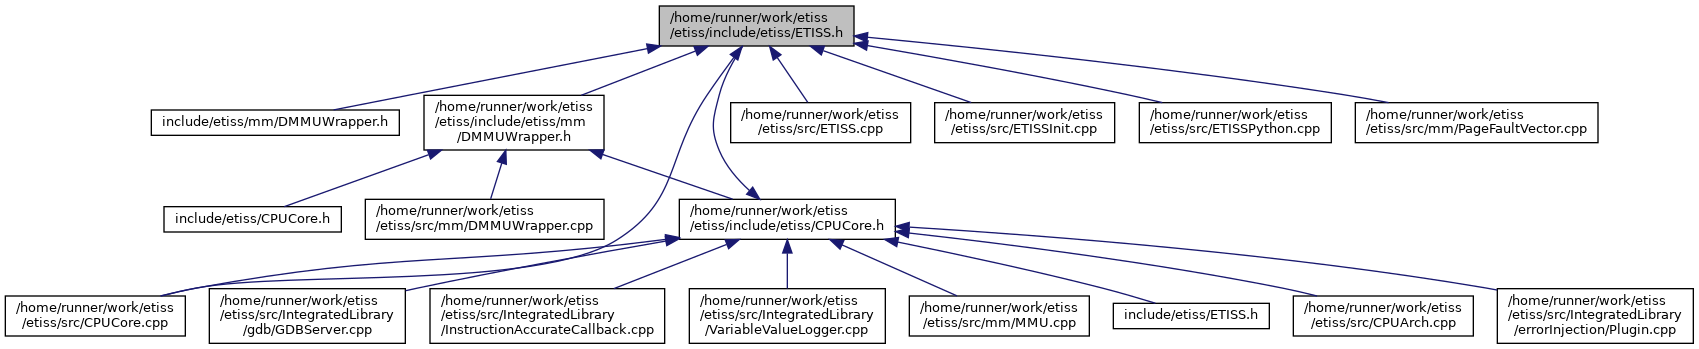 /home/runner/work/etiss
/etiss/include/etiss/ETISS.h
include/etiss/mm/DMMUWrapper.h
/home/runner/work/etiss
/etiss/include/etiss/mm
/DMMUWrapper.h
/home/runner/work/etiss
/etiss/src/ETISS.cpp
/home/runner/work/etiss
/etiss/src/ETISSInit.cpp
/home/runner/work/etiss
/etiss/src/ETISSPython.cpp
/home/runner/work/etiss
/etiss/src/mm/PageFaultVector.cpp
include/etiss/CPUCore.h
/home/runner/work/etiss
/etiss/src/mm/DMMUWrapper.cpp
/home/runner/work/etiss
/etiss/include/etiss/CPUCore.h
/home/runner/work/etiss
/etiss/src/CPUCore.cpp
/home/runner/work/etiss
/etiss/src/IntegratedLibrary
/gdb/GDBServer.cpp
/home/runner/work/etiss
/etiss/src/IntegratedLibrary
/InstructionAccurateCallback.cpp
/home/runner/work/etiss
/etiss/src/IntegratedLibrary
/VariableValueLogger.cpp
/home/runner/work/etiss
/etiss/src/mm/MMU.cpp
include/etiss/ETISS.h
/home/runner/work/etiss
/etiss/src/CPUArch.cpp
/home/runner/work/etiss
/etiss/src/IntegratedLibrary
/errorInjection/Plugin.cpp